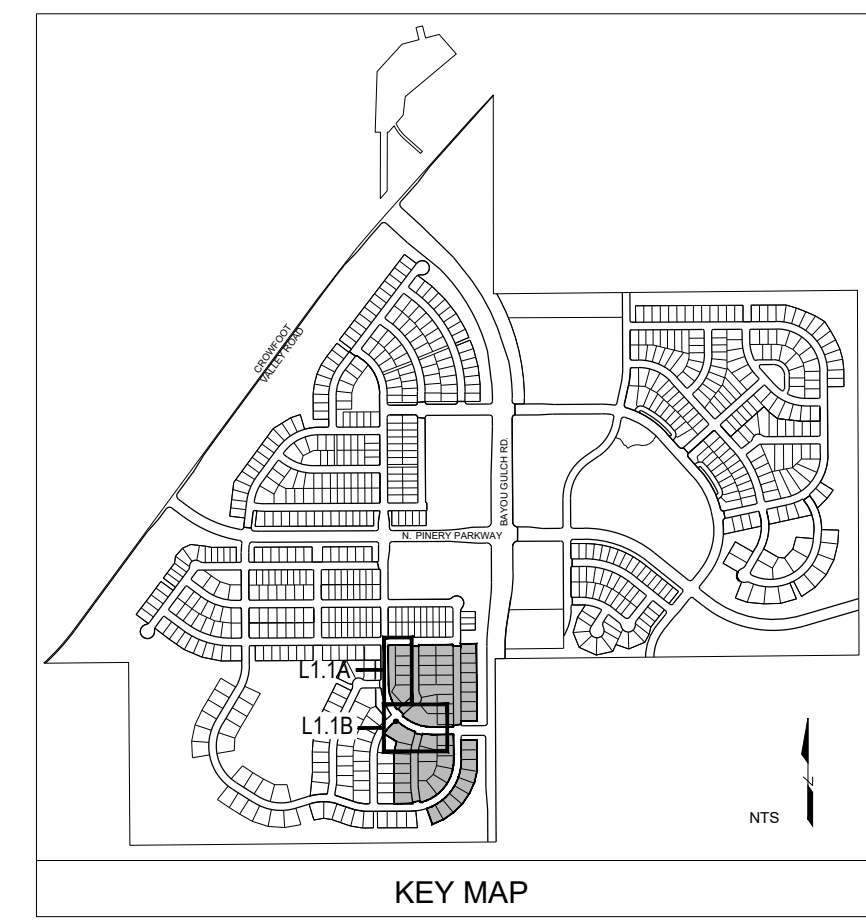 CROWFOOT
VALLEY ROAD
BAYOU GULCH RD.
N. PINERY PARKWAY
L1.1A
L1.1B
N
NTS
KEY MAP